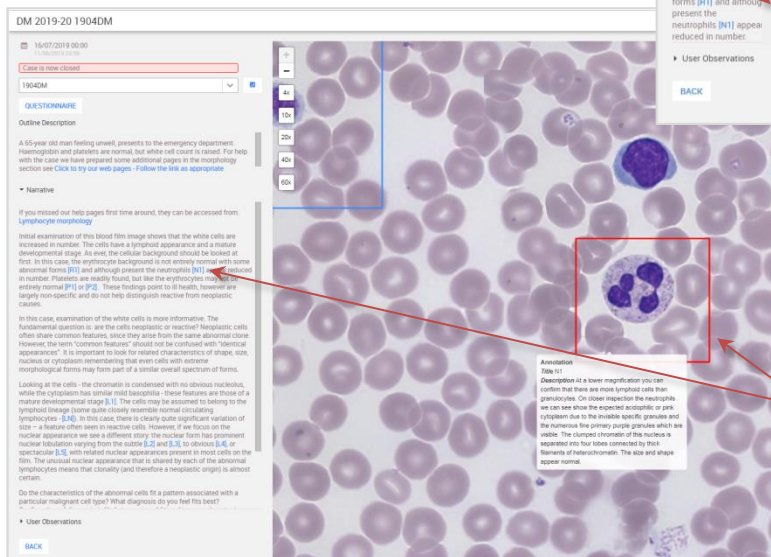 DM 2019-20 1904DM
16/07/2019 00:00
Case is now closed
1904DM
QUESTIONNAIRE
Outline Description
A 65-year old man feeling unwell, presents to the emergency department.
Haemoglobin and platelets are normal, but white cell count is raised. For help
with the case we have prepared some additional pages in the morphology
section see Click to try our web pages - Follow the link as appropriate
Narrative
If you missed our help pages first time around, they can be accessed from:
Lymphocyte morphology
Initial examination of this blood film image shows that the white cells are
increased in number. The cells have a lymphoid appearance and a mature
developmental stage. As ever, the cellular background should be looked at
first. In this case, the erythrocyte background is not entirely normal with some
abnormal forms [R1] and although present the neutrophils [N1] reduced
in number. Platelets are readily found, but like the erythrocytes may not be
entirely normal [P1] or [P2]. These findings point to ill health, however are
largely non-specific and do not help distinguish reactive from neoplastic
causes.
In this case, examination of the white cells is more informative. The
fundamental question is: are the cells neoplastic or reactive? Neoplastic cells
often share common features, since they arise from the same abnormal clone.
However, the term "common features" should not be confused with "identical
appearances". It is important to look for related characteristics of shape, size,
nucleus or cytoplasm remembering that even cells with extreme
morphological forms may form part of a similar overall spectrum of forms.
Looking at the cells - the chromatin is condensed with no obvious nucleolus,
while the cytoplasm has similar mild basophilia - these features are those of a
mature developmental stage [L1]. The cells may be assumed to belong to the
lymphoid lineage (some quite closely resemble normal circulating
lymphocytes - [LN]). In this case, there is clearly quite significant variation of
size – a feature often seen in reactive cells. However, if we focus on the
nuclear appearance we see a different story: the nuclear form has prominent
nuclear lobulation varying from the subtle [L2] and [L3], to obvious [L4], or
spectacular [L5], with related nuclear appearances present in most cells on the
film. The unusual nuclear appearance that is shared by each of the abnormal
lymphocytes means that clonality (and therefore a neoplastic origin) is almost
certain.
Do the characteristics of the abnormal cells fit a pattern associated with a
particular malignant cell type? What diagnosis do you feel fits best?
User Observations
BACK
+
−
4x
10x
20x
40x
60x
Annotation
Title N1
Description At a lower magnification you can
confirm that there are more lymphoid cells than
granulocytes. On closer inspection the neutrophils
we can see show the expected acidophilic or pink
cytoplasm due to the invisible specific granules and
the numerous fine primary purple granules which are
visible. The clumped chromatin of this nucleus is
separated into four lobes connected by thick
filaments of heterochromatin. The size and shape
appear normal.
forms [R1] and althoug
present the
neutrophils [N1] appea
reduced in number.
User Observations
BACK